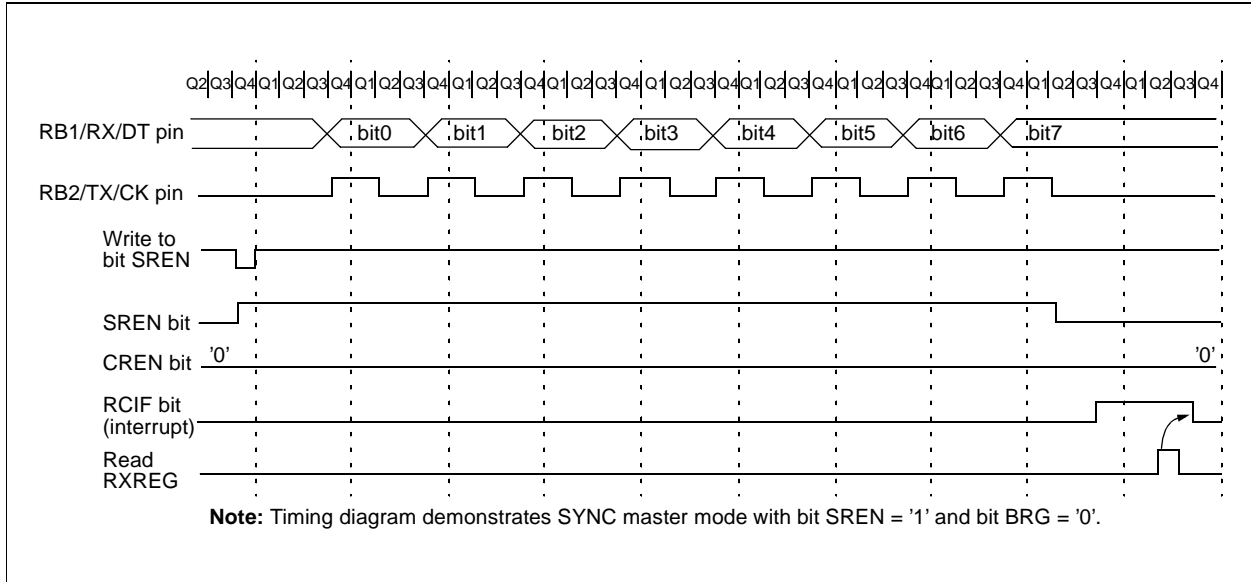 Q2 Q3 Q4 Q1 Q2 Q3 Q4 Q1 Q2 Q3 Q4 Q1 Q2 Q3 Q4 Q1 Q2 Q3 Q4 Q1 Q2 Q3 Q4 Q1 Q2 Q3 Q4 Q1 Q2 Q3 Q4 Q1 Q2 Q3 Q4 Q1 Q2 Q3 Q4 Q1 Q2 Q3 Q4
RB1/RX/DT pin bit0 bit1 bit2 bit3 bit4 bit5 bit6 bit7
RB2/TX/CK pin
Write to
bit SREN
SREN bit
CREN bit '0' '0'
RCIF bit
(interrupt)
Read
RXREG
Note: Timing diagram demonstrates SYNC master mode with bit SREN = '1' and bit BRG = '0'.